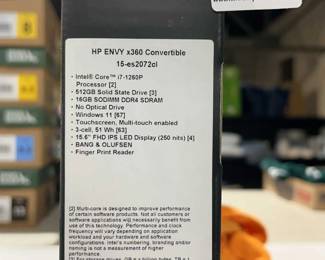 HP ENVY x360 Convertible
15-es2072cl
• Intel® Core™ i7-1260P
Processor [2]
• 512GB Solid State Drive [3]
• 16GB SODIMM DDR4 SDRAM
• No Optical Drive
• Windows 11 [67]
• Touchscreen, Multi-touch enabled
• 3-cell, 51 Wh [63]
• 15.6" FHD IPS LED Display (250 nits) [4]
• BANG & OLUFSEN
• Finger Print Reader
[2] Multi-core is designed to improve performance
of certain software products. Not all customers or
software applications will necessarily benefit from
use of this technology. Performance and clock
frequency will vary depending on application
workload and your hardware and software
configurations. Intel's numbering, branding and/or
naming is not a measurement of higher
performance.